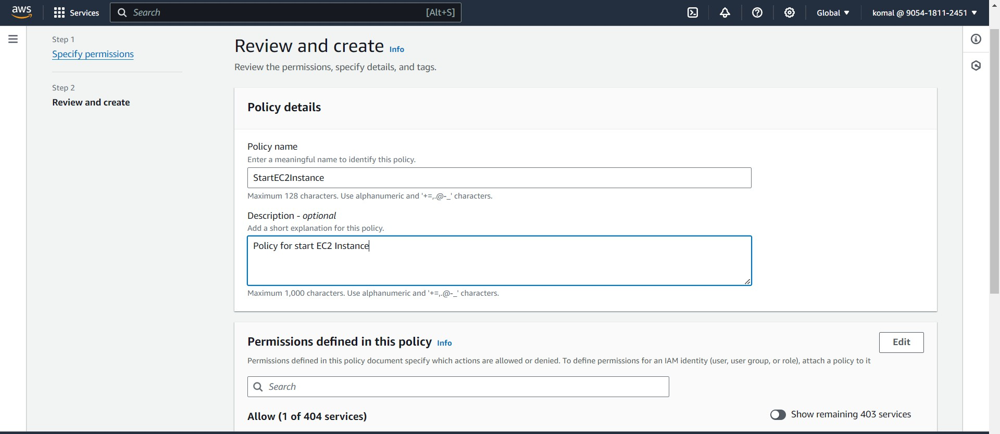 aws
Services
Search [Alt+S]
Global
komal @ 9054-1811-2451
Step 1
Specify permissions
Step 2
Review and create
Review and create Info
Review the permissions, specify details, and tags.
Policy details
Policy name
Enter a meaningful name to identify this policy.
StartEC2Instance
Maximum 128 characters. Use alphanumeric and '+=,.@-_' characters.
Description - optional
Add a short explanation for this policy.
Policy for start EC2 Instance
Maximum 1,000 characters. Use alphanumeric and '+=,.@-_' characters.
Permissions defined in this policy Info
Edit
Permissions defined in this policy document specify which actions are allowed or denied. To define permissions for an IAM identity (user, user group, or role), attach a policy to it
Search
Allow (1 of 404 services)
Show remaining 403 services